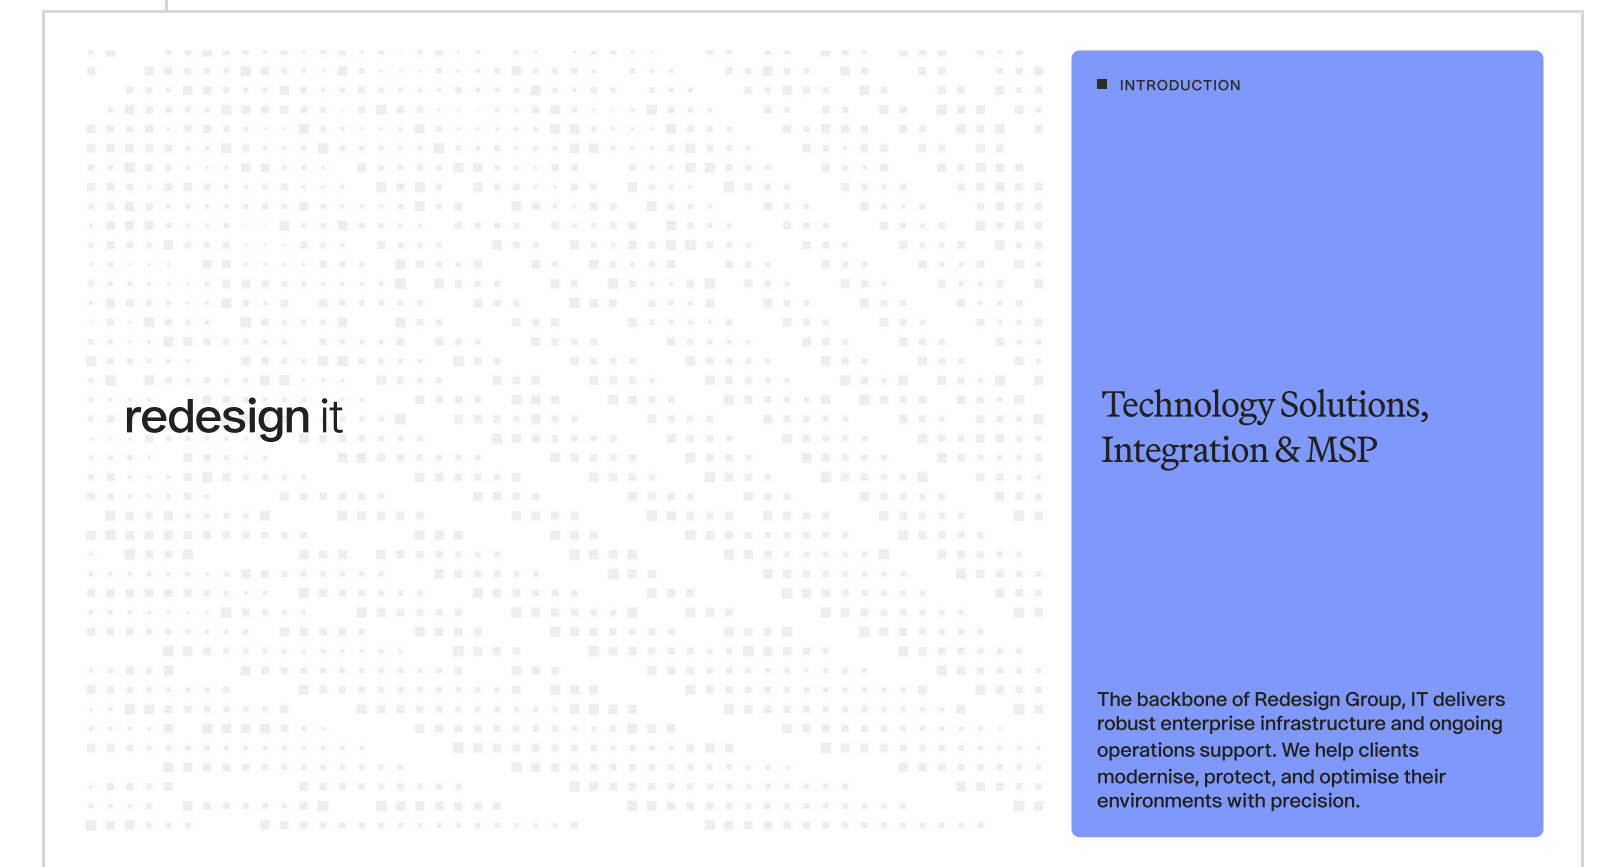 redesign it
INTRODUCTION
Technology Solutions,
Integration & MSP
The backbone of Redesign Group, IT delivers
robust enterprise infrastructure and ongoing
operations support. We help clients
modernise, protect, and optimise their
environments with precision.